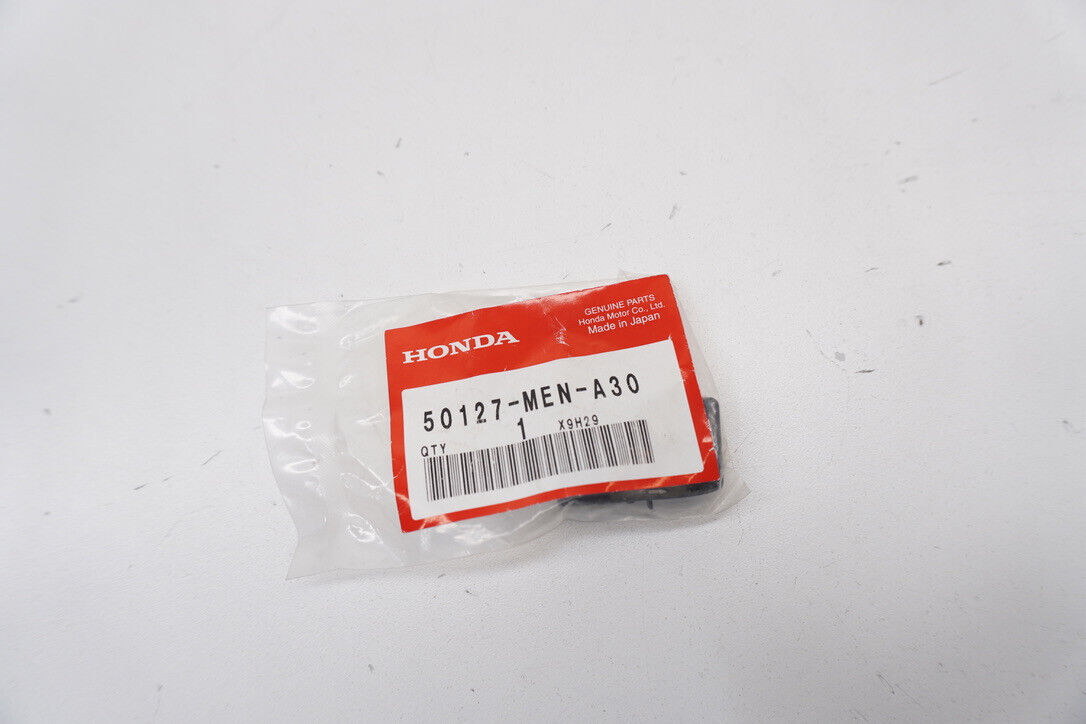 HONDA
GENUINE PARTS
Honda Motor Co., Ltd.
Made in Japan
50127-MEN-A30
QTY 1 X9H29